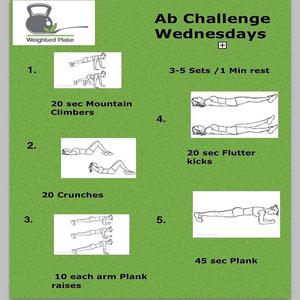 Weighted Plate
Ab Challenge
Wednesdays
3-5 Sets /1 Min rest
1.
20 sec Mountain
Climbers
2.
20 Crunches
3.
10 each arm Plank
raises
4.
20 sec Flutter
kicks
5.
45 sec Plank